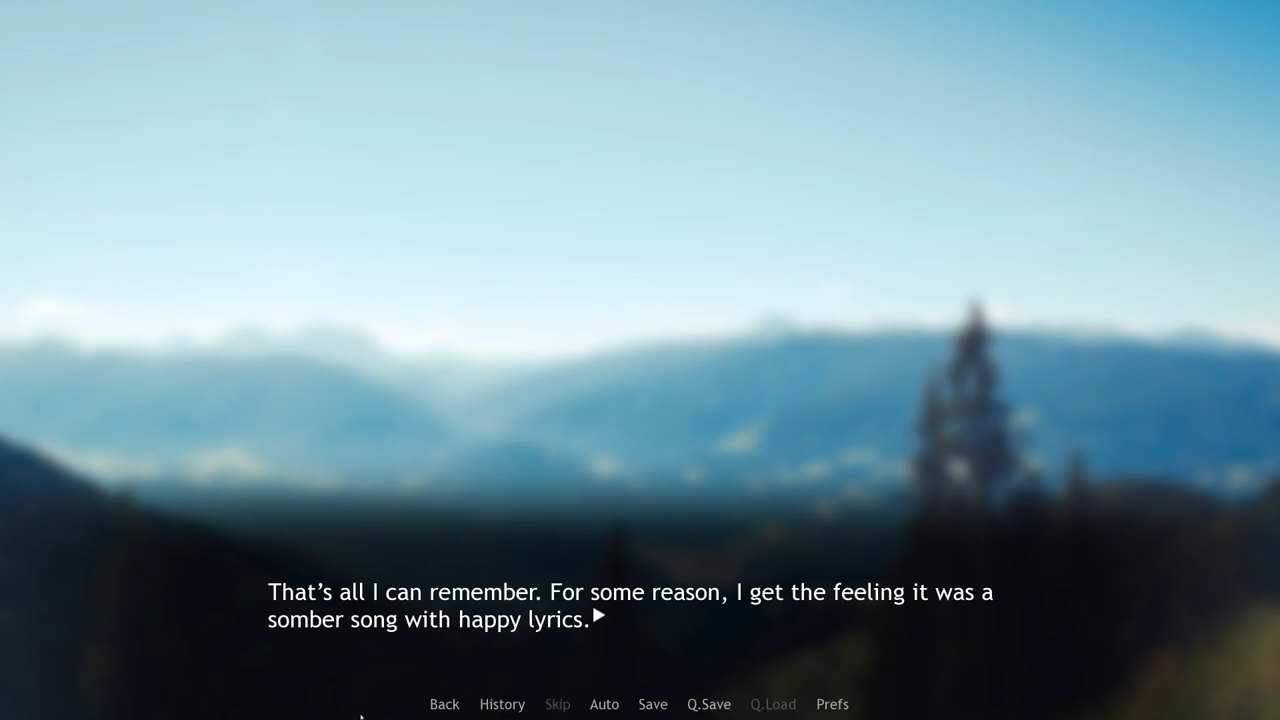 That’s all I can remember. For some reason, I get the feeling it was a
somber song with happy lyrics.
Back History Skip Auto Save Q.Save Q.Load Prefs